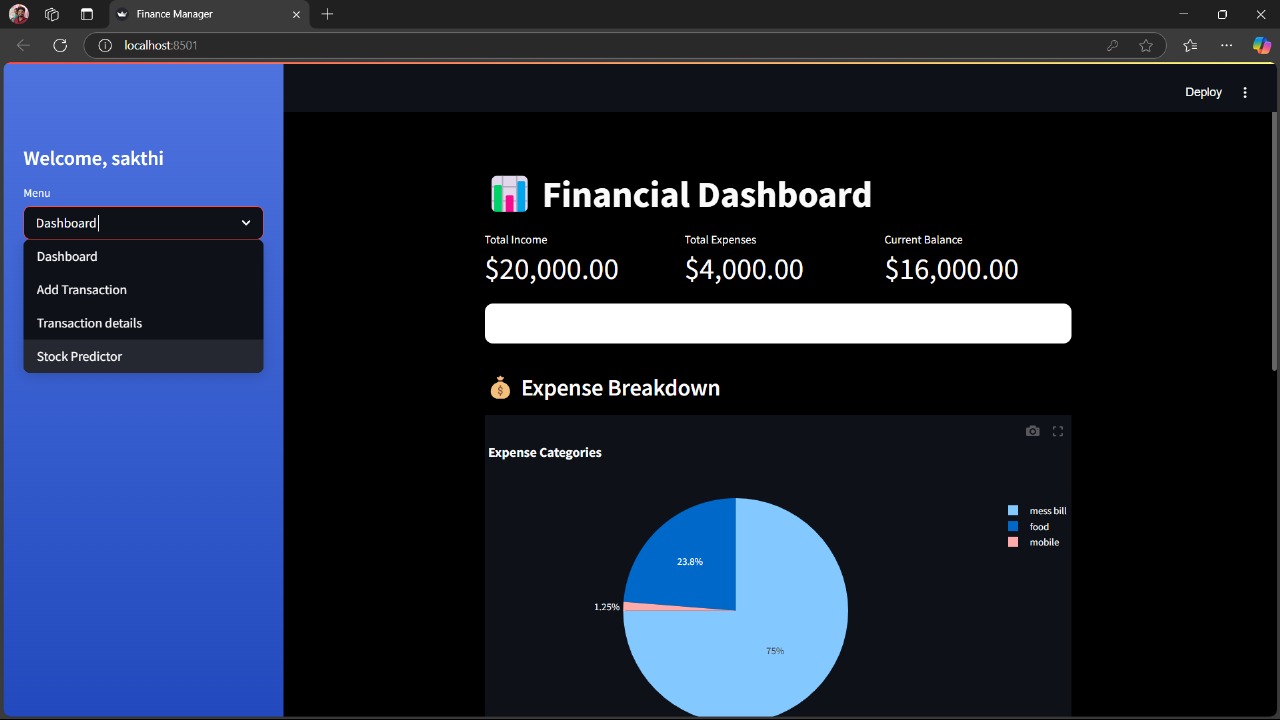 Finance Manager
localhost:8501
Deploy
Welcome, sakthi
Menu
Dashboard
Dashboard
Add Transaction
Transaction details
Stock Predictor
Financial Dashboard
Total Income
Total Expenses
Current Balance
$20,000.00
$4,000.00
$16,000.00
Expense Breakdown
Expense Categories
mess bill
food
mobile
23.8%
1.25%
75%